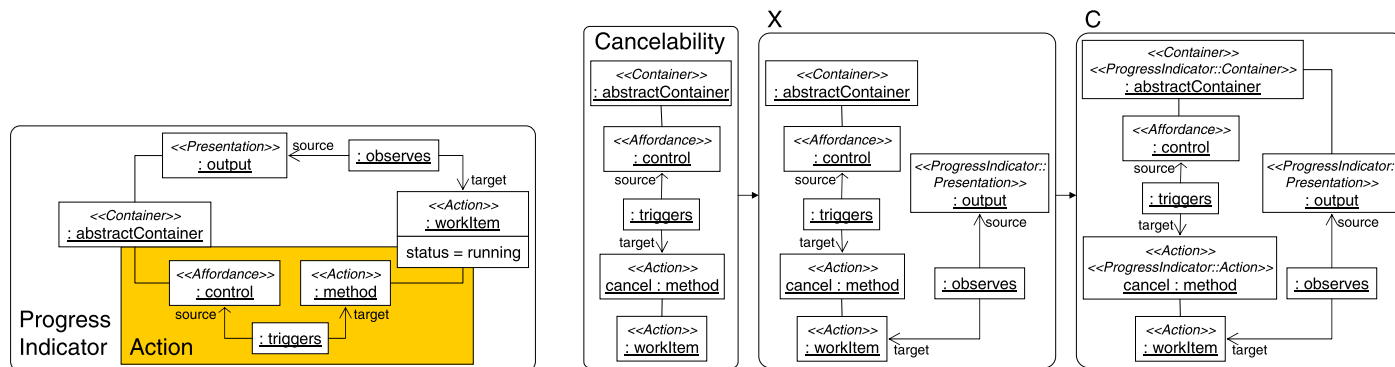 <<Presentation>>
: output
source
: observes
target
<<Action>>
: workItem
status = running
<<Container>>
: abstractContainer
<<Affordance>>
: control
<<Action>>
: method
source
target
: triggers
Progress
Indicator
Action
Cancelability
<<Container>>
: abstractContainer
<<Affordance>>
: control
source
: triggers
target
<<Action>>
cancel : method
<<Action>>
: workItem
X
<<Container>>
: abstractContainer
<<Affordance>>
: control
source
: triggers
target
<<Action>>
cancel : method
<<Action>>
: workItem
<<ProgressIndicator::
Presentation>>
: output
: observes
target
C
<<Container>>
<<ProgressIndicator::Container>>
: abstractContainer
<<Affordance>>
: control
source
: triggers
target
<<Action>>
<<ProgressIndicator::Action>>
cancel : method
<<Action>>
: workItem
<<ProgressIndicator::
Presentation>>
: output
source
: observes
target